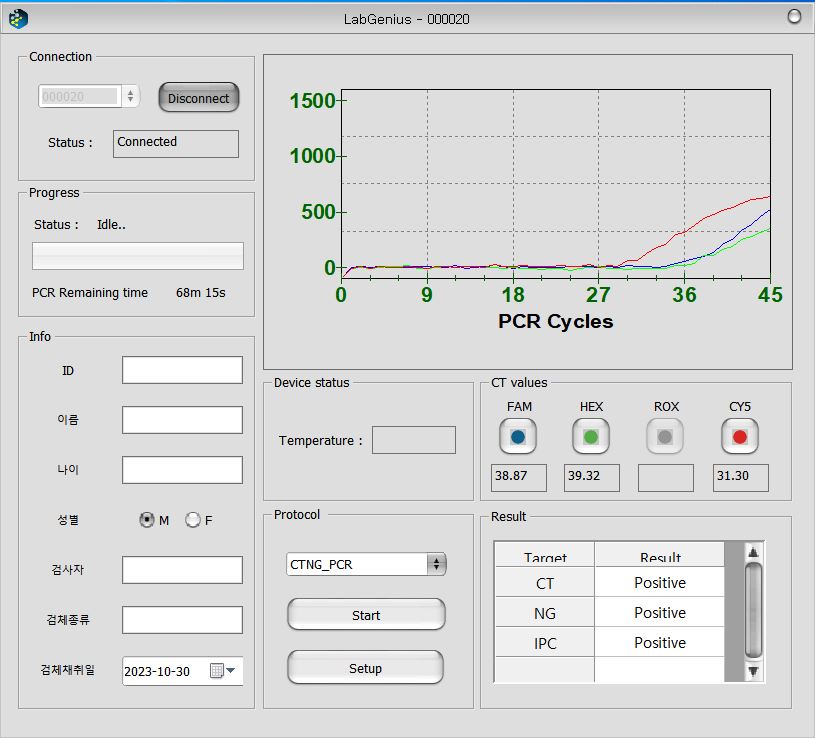 LabGenius - 000020
Connection
000020
Disconnect
Status :
Connected
Progress
Status : Idle..
PCR Remaining time 68m 15s
Info
ID
이름
나이
성별
M
F
검사자
검체종류
검체채취일
2023-10-30
1500
1000
500
0
0 9 18 27 36 45
PCR Cycles
Device status
Temperature :
CT values
FAM HEX ROX CY5
38.87 39.32 31.30
Protocol
CTNG_PCR
Start
Setup
Result
Target Result
CT Positive
NG Positive
IPC Positive